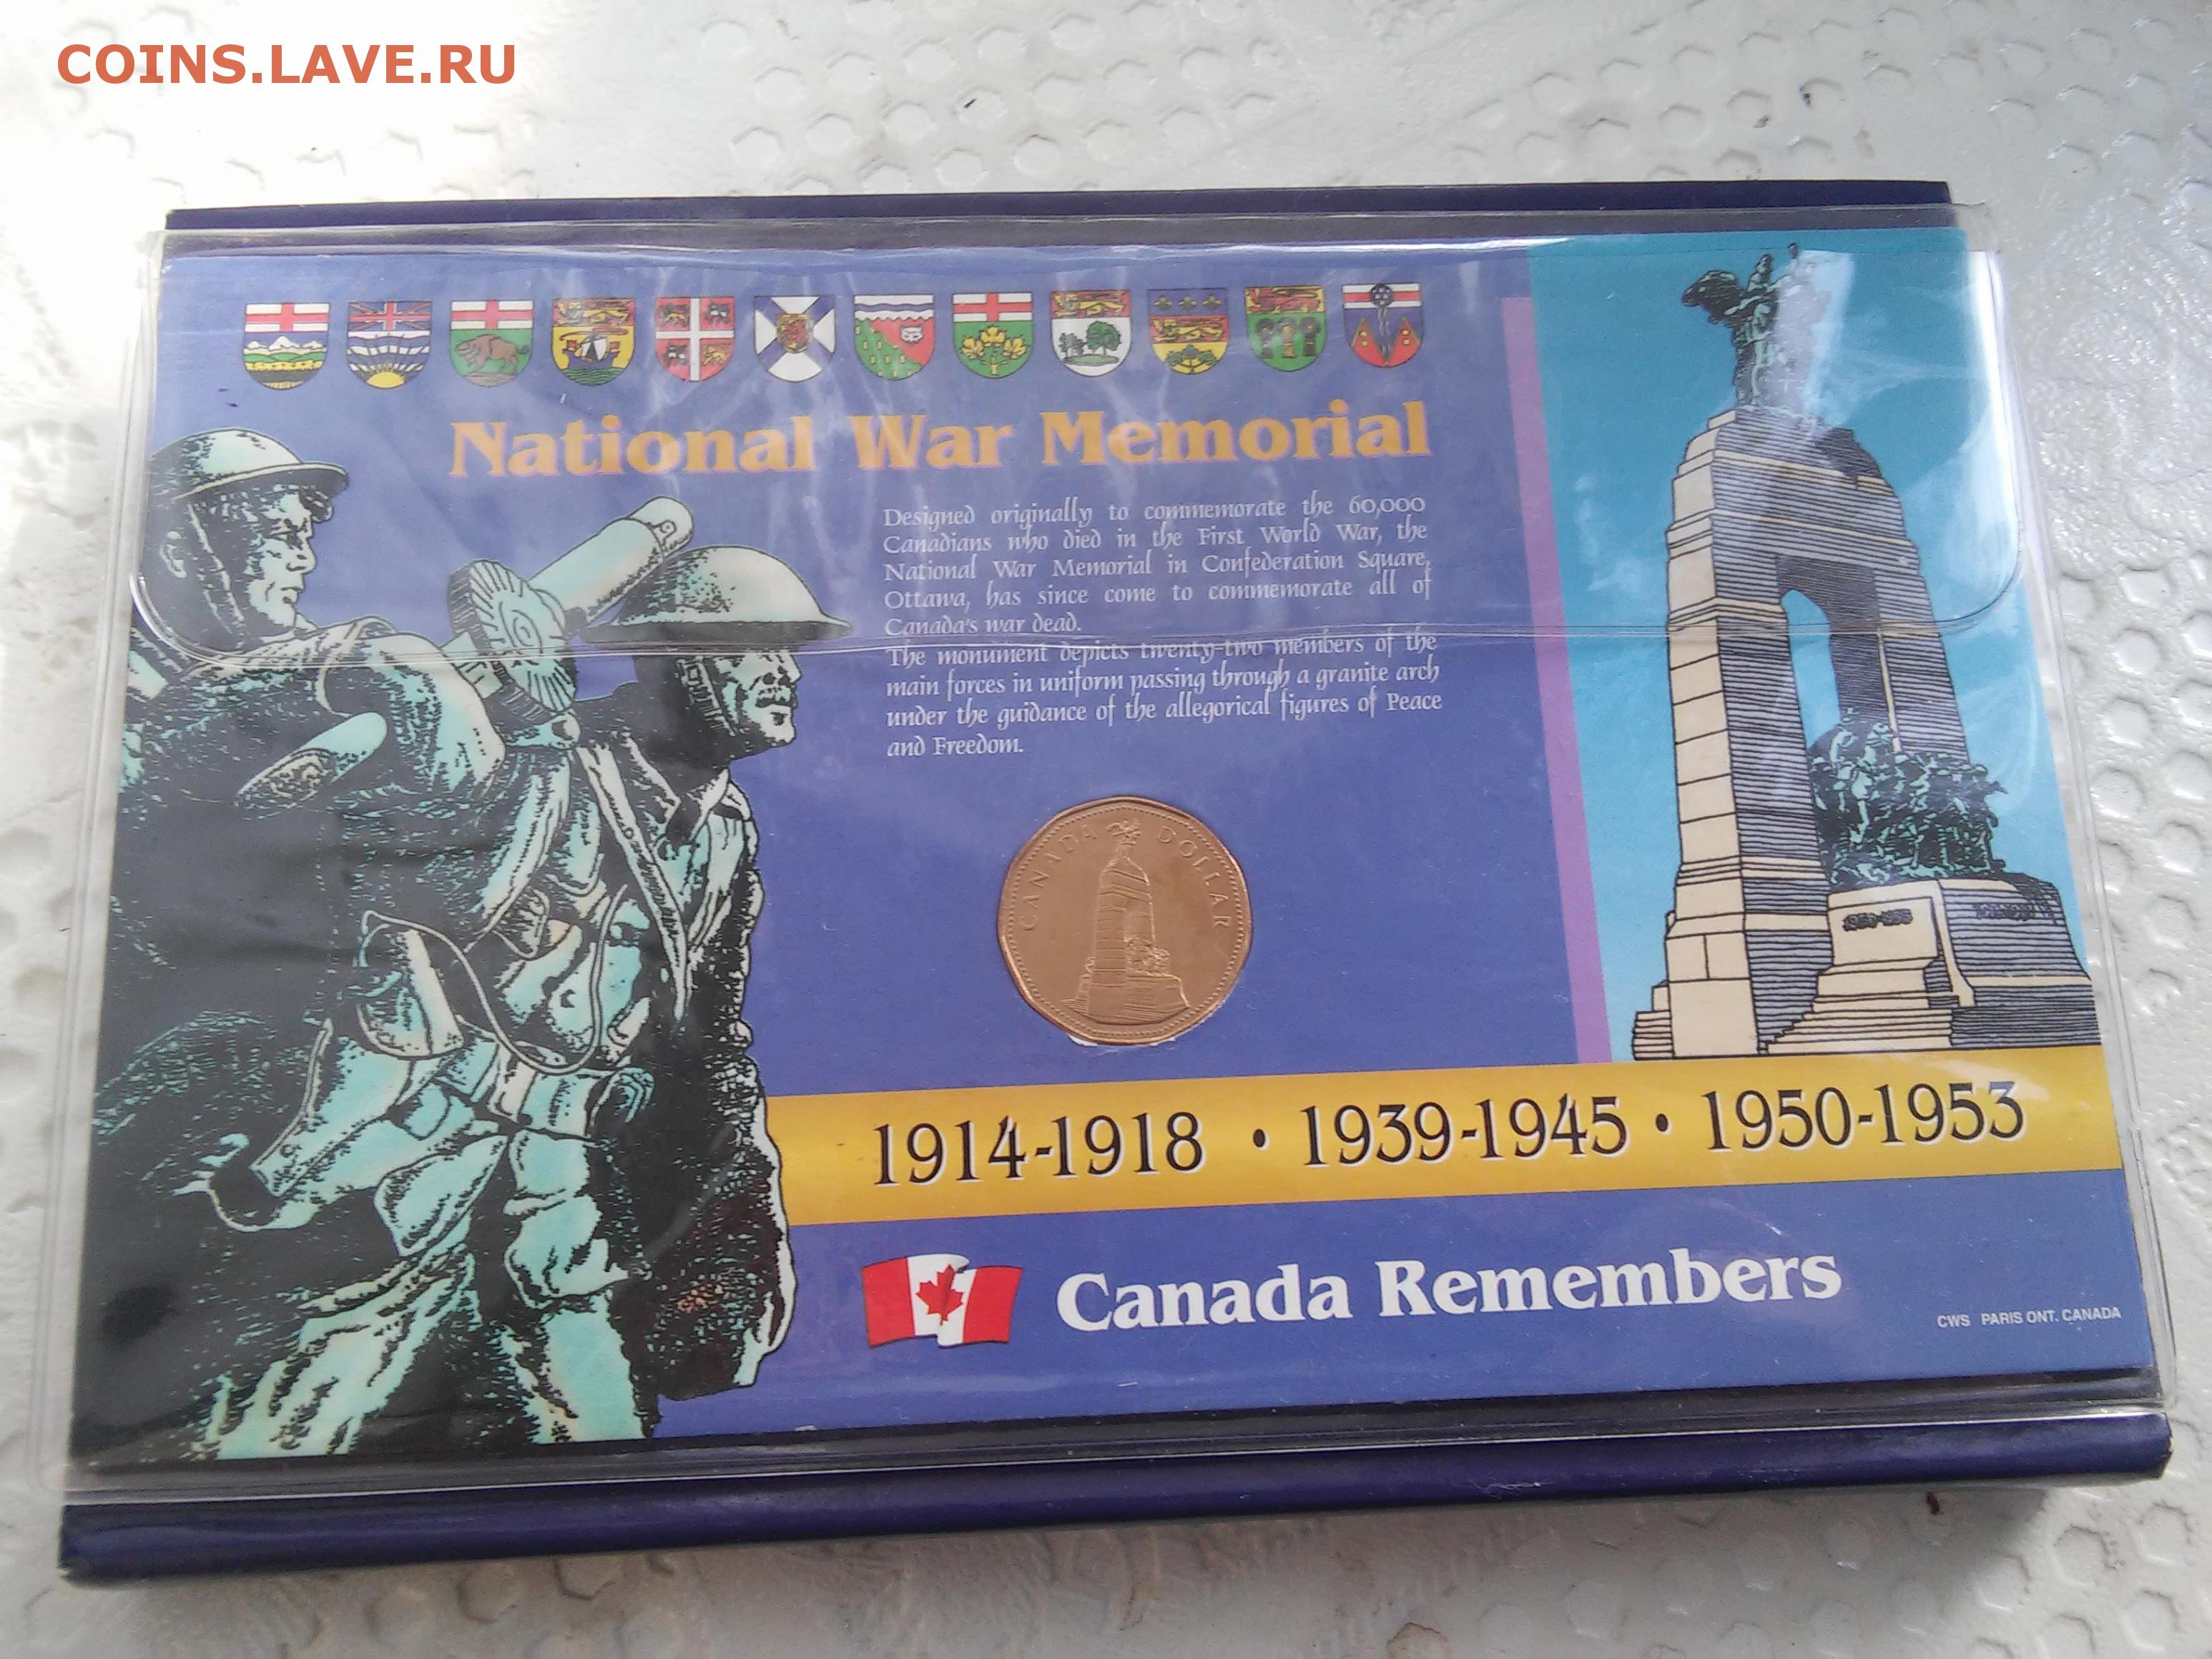 COINS.LAVE.RU
National War Memorial
Designed originally to commemorate the 60,000
Canadians who died in the First World War, the
National War Memorial in Confederation Square,
Ottawa, has since come to commemorate all of
Canada's war dead.
The monument depicts twenty-two members of the
main forces in uniform passing through a granite arch
under the guidance of the allegorical figures of Peace
and Freedom.
CANADA DOLLAR
1950-1953
1914-1918 • 1939-1945 • 1950-1953
Canada Remembers
CWS PARIS ONT. CANADA